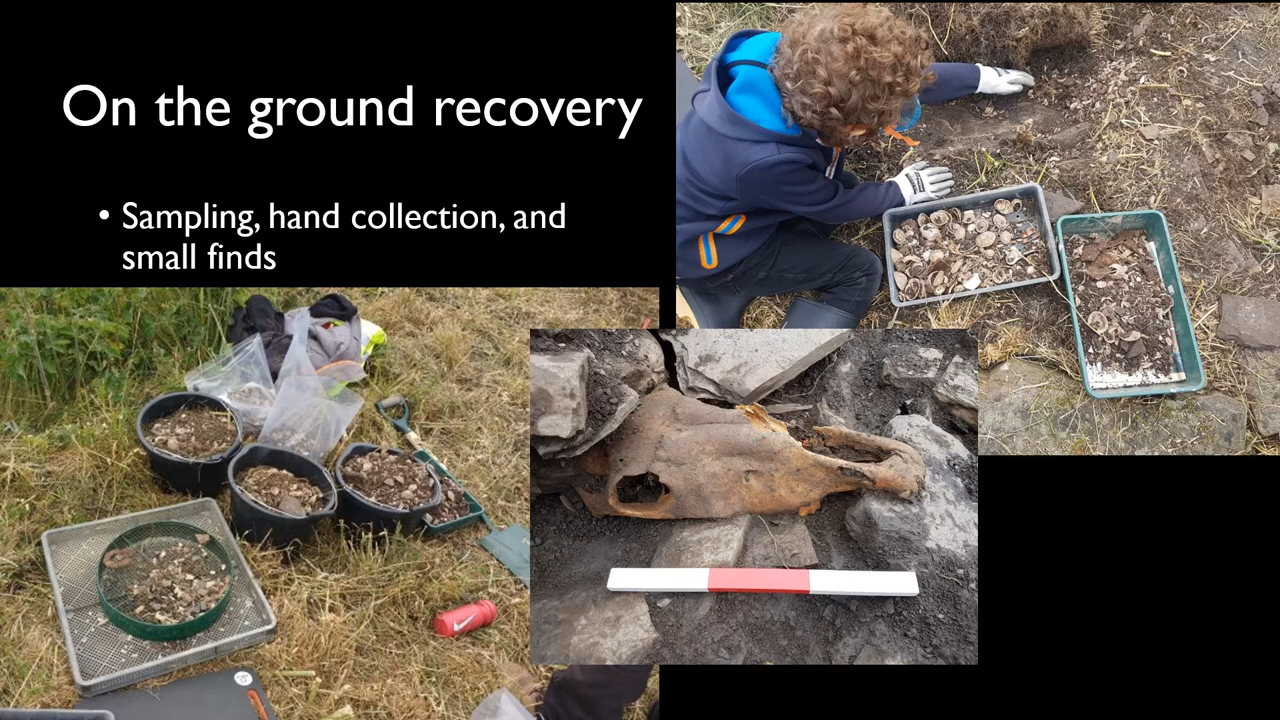 On the ground recovery
• Sampling, hand collection, and
small finds